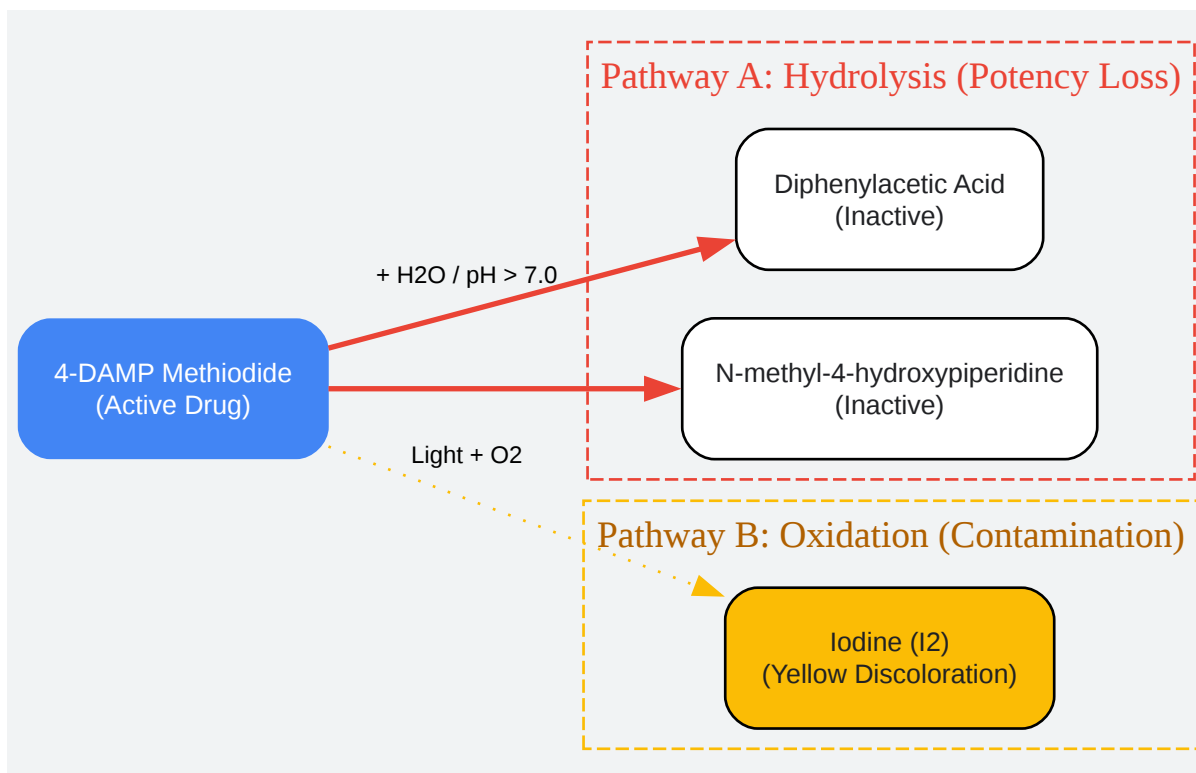 Pathway A: Hydrolysis (Potency Loss)
Diphenylacetic Acid
(Inactive)
+ H2O / pH > 7.0
4-DAMP Methiodide
(Active Drug)
N-methyl-4-hydroxypiperidine
(Inactive)
Light + O2
Pathway B: Oxidation (Contamination)
Iodine (I2)
(Yellow Discoloration)